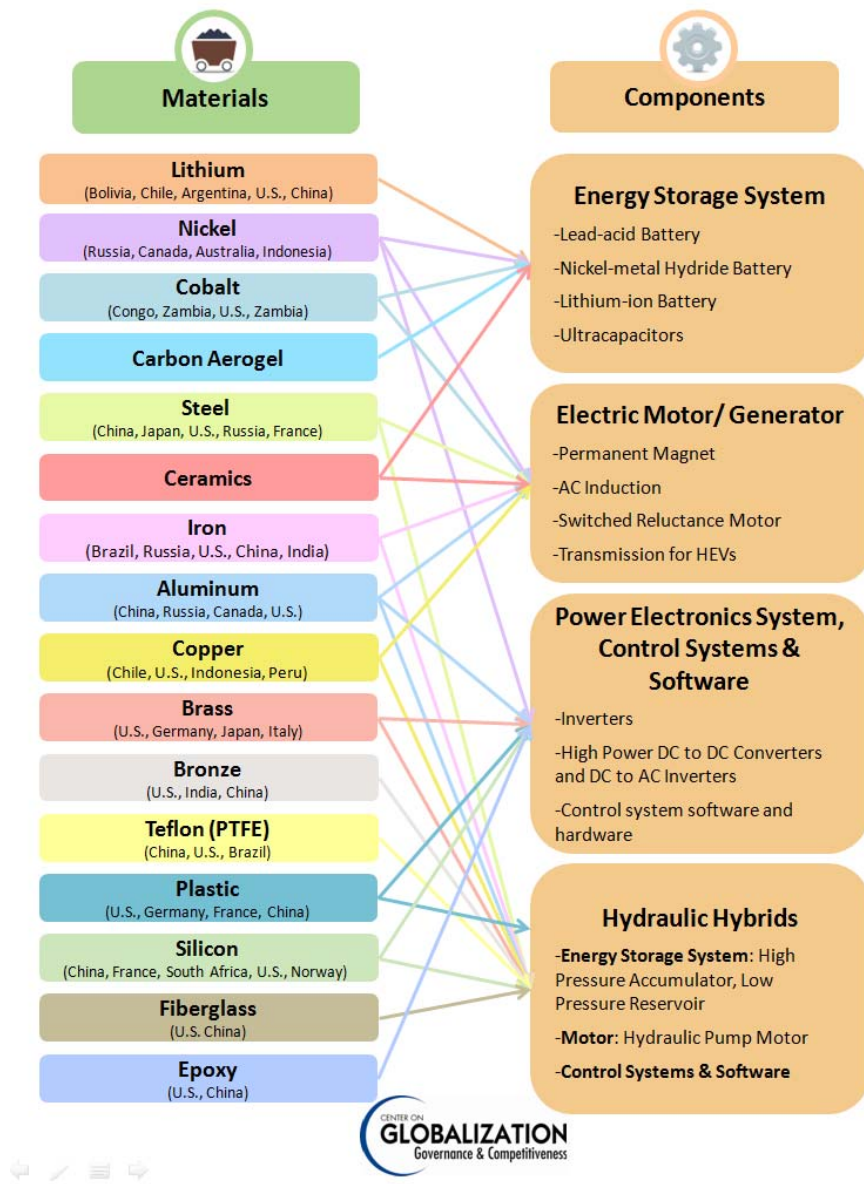 Materials
Lithium
(Bolivia, Chile, Argentina, U.S., China)
Nickel
(Russia, Canada, Australia, Indonesia)
Cobalt
(Congo, Zambia, U.S., Zambia)
Carbon Aerogel
Steel
(China, Japan, U.S., Russia, France)
Ceramics
Iron
(Brazil, Russia, U.S., China, India)
Aluminum
(China, Russia, Canada, U.S.)
Copper
(Chile, U.S., Indonesia, Peru)
Brass
(U.S., Germany, Japan, Italy)
Bronze
(U.S., India, China)
Teflon (PTFE)
(China, U.S., Brazil)
Plastic
(U.S., Germany, France, China)
Silicon
(China, France, South Africa, U.S., Norway)
Fiberglass
(U.S. China)
Epoxy
(U.S., China)
Components
Energy Storage System
-Lead-acid Battery
-Nickel-metal Hydride Battery
-Lithium-ion Battery
-Ultracapacitors
Electric Motor/ Generator
-Permanent Magnet
-AC Induction
-Switched Reluctance Motor
-Transmission for HEVs
Power Electronics System,
Control Systems &
Software
-Inverters
-High Power DC to DC Converters
and DC to AC Inverters
-Control system software and
hardware
Hydraulic Hybrids
-Energy Storage System: High
Pressure Accumulator, Low
Pressure Reservoir
-Motor: Hydraulic Pump Motor
-Control Systems & Software
CENTER ON
GLOBALIZATION
Governance & Competitiveness